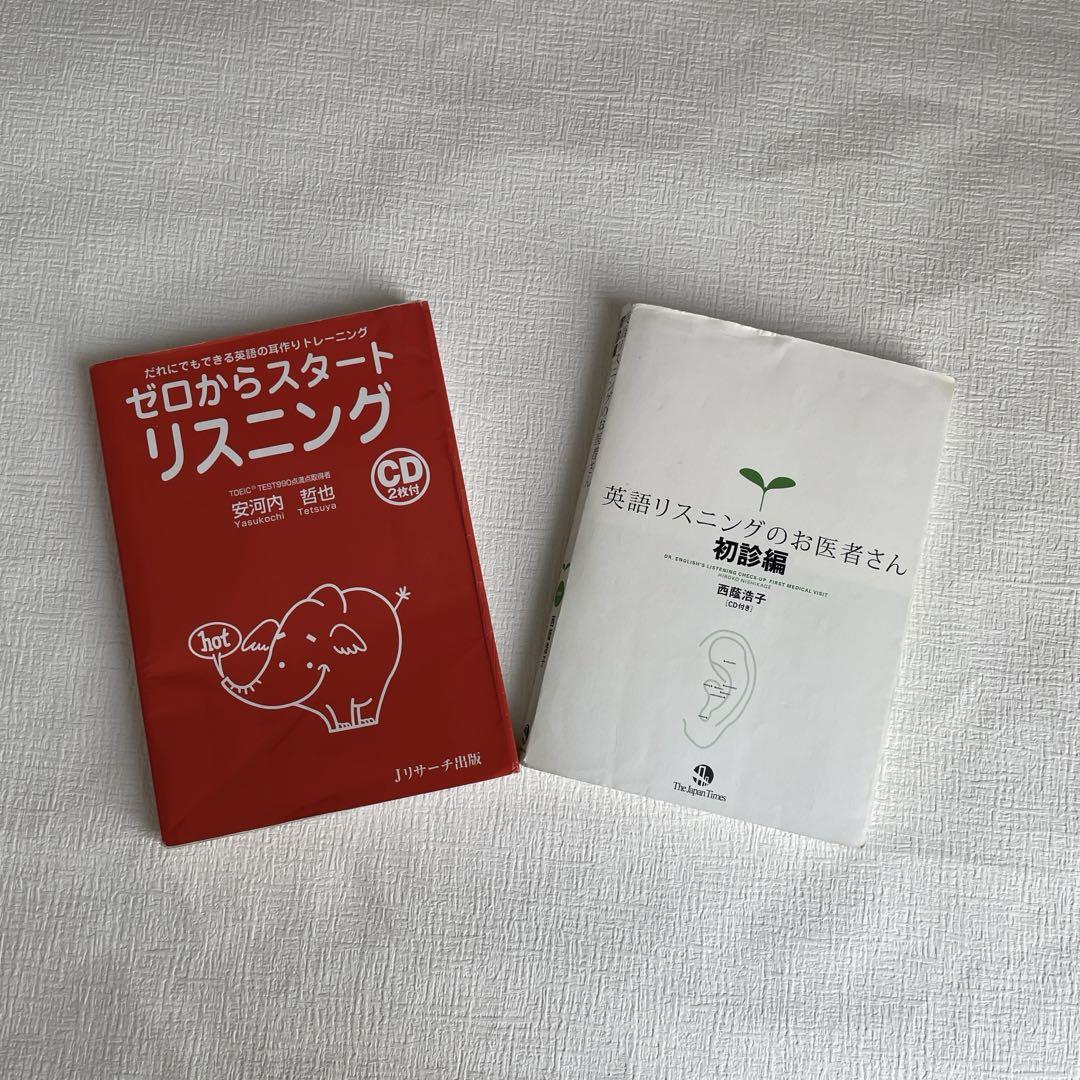 だれにでもできる英語の耳作りトレーニング
ゼロからスタート
リスニング
CD
2枚付
TOEIC® TEST990点満点取得者
安河内 哲也
Yasukochi Tetsuya
hot
Jリサーチ出版
英語リスニングのお医者さん
初診編
DR. ENGLISH'S LISTENING CHECK-UP FIRST MEDICAL VISIT
HIROKO NISHIKAGE
西蔭浩子
[CD付き]
The Japan Times